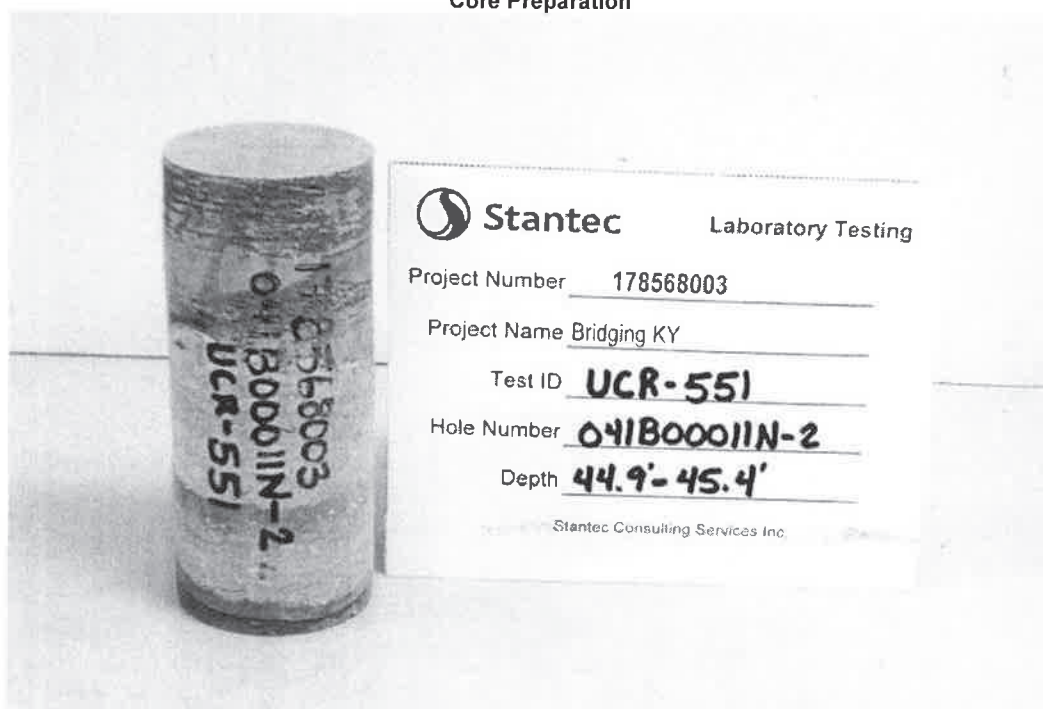 Core Preparation
178568003
041B00011N-2
UCR-551
Stantec
Laboratory Testing
Project Number 178568003
Project Name Bridging KY
Test ID UCR-551
Hole Number 041B00011N-2
Depth 44.9'-45.4'
Stantec Consulting Services Inc.